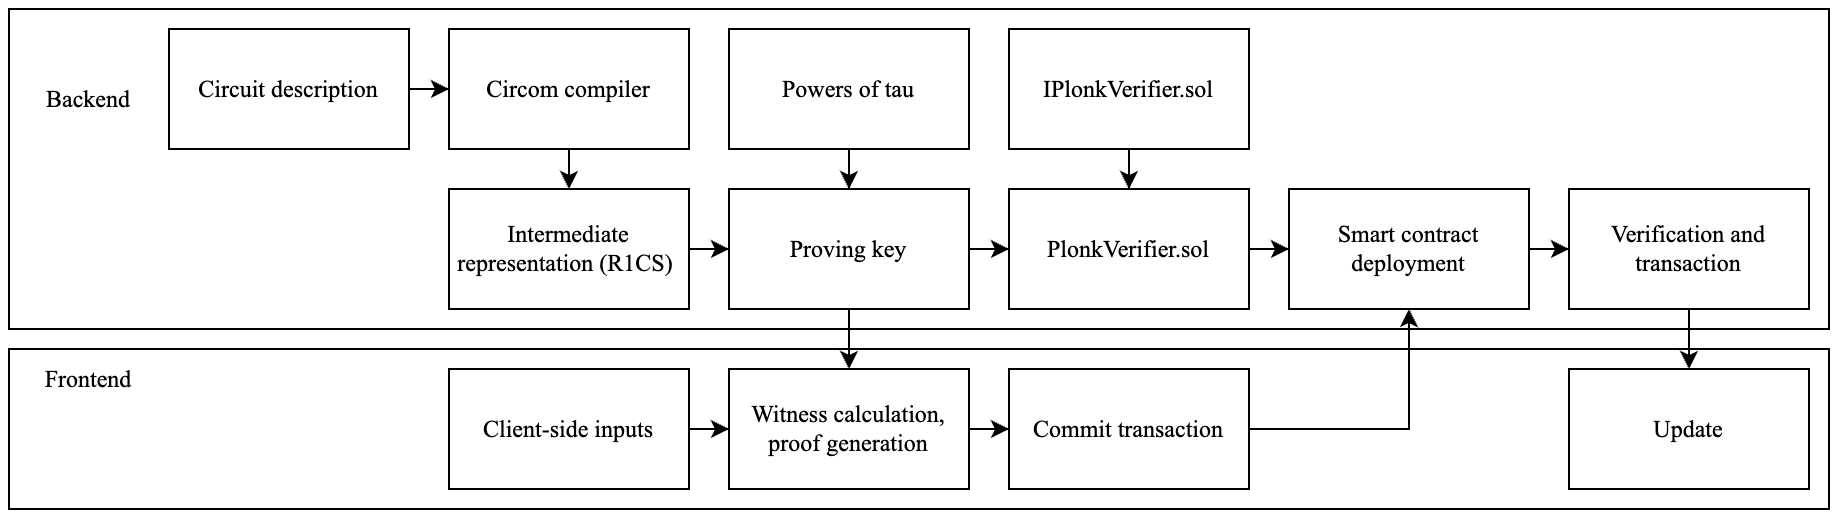 Backend
Circuit description
Circom compiler
Powers of tau
IPlonkVerifier.sol
Intermediate
representation (R1CS)
Proving key
PlonkVerifier.sol
Smart contract
deployment
Verification and
transaction
Frontend
Client-side inputs
Witness calculation,
proof generation
Commit transaction
Update